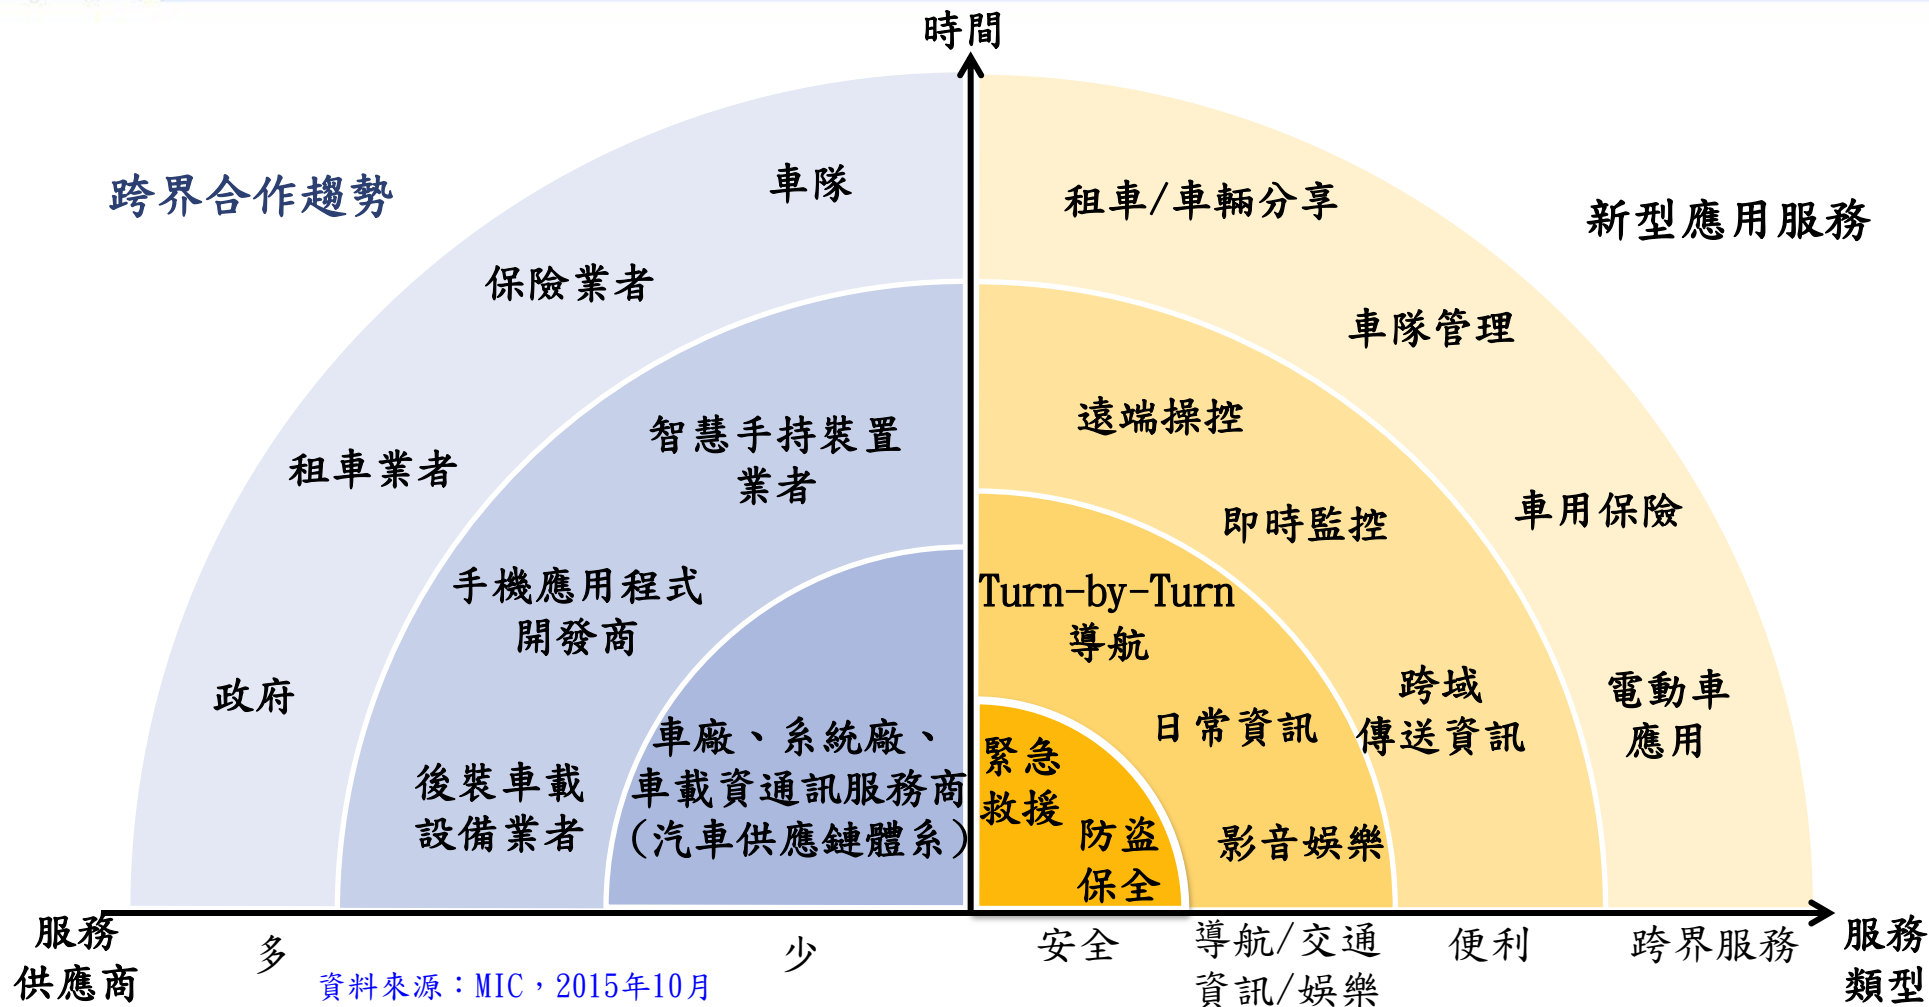 時間
跨界合作趨勢
新型應用服務
車隊
保險業者
租車業者
政府
智慧手持裝置
業者
手機應用程式
開發商
後裝車載
設備業者
車廠、系統廠、
車載資通訊服務商
(汽車供應鏈體系)
租車/車輛分享
車隊管理
車用保險
電動車
應用
遠端操控
即時監控
跨域
傳送資訊
Turn-by-Turn
導航
日常資訊
影音娛樂
緊急
救援
防盜
保全
服務
供應商
多
少
安全
導航/交通
資訊/娛樂
便利
跨界服務
服務
類型
資料來源：MIC，2015年10月